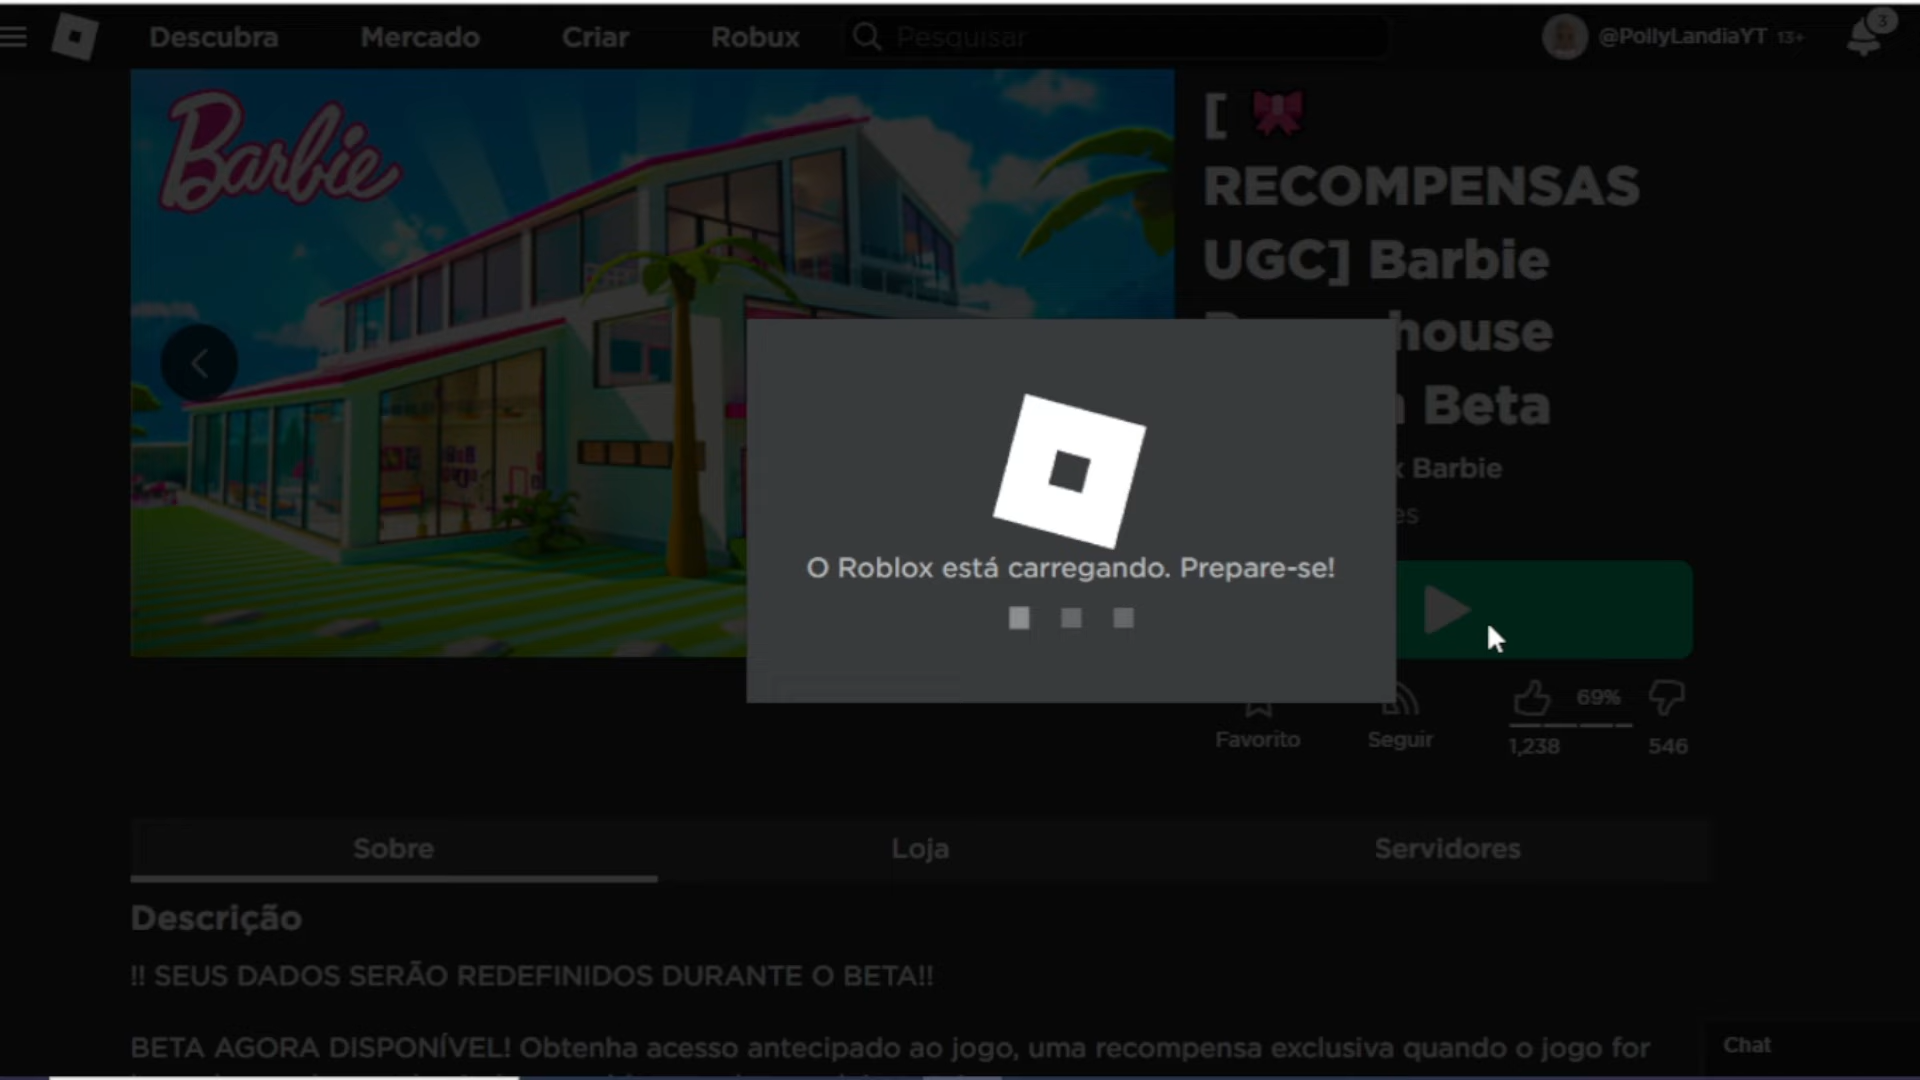 Descubra
Mercado
Criar
Robux
Pesquisar
@PollyLandiaYT 13+
3
Barbie
[
RECOMPENSAS
UGC] Barbie
house
Beta
Barbie
O Roblox está carregando. Prepare-se!
Favorito
Seguir
69%
1,238
546
Sobre
Loja
Servidores
Descrição
!! SEUS DADOS SERÃO REDEFINIDOS DURANTE O BETA!!
BETA AGORA DISPONÍVEL! Obtenha acesso antecipado ao jogo, uma recompensa exclusiva quando o jogo for
Chat